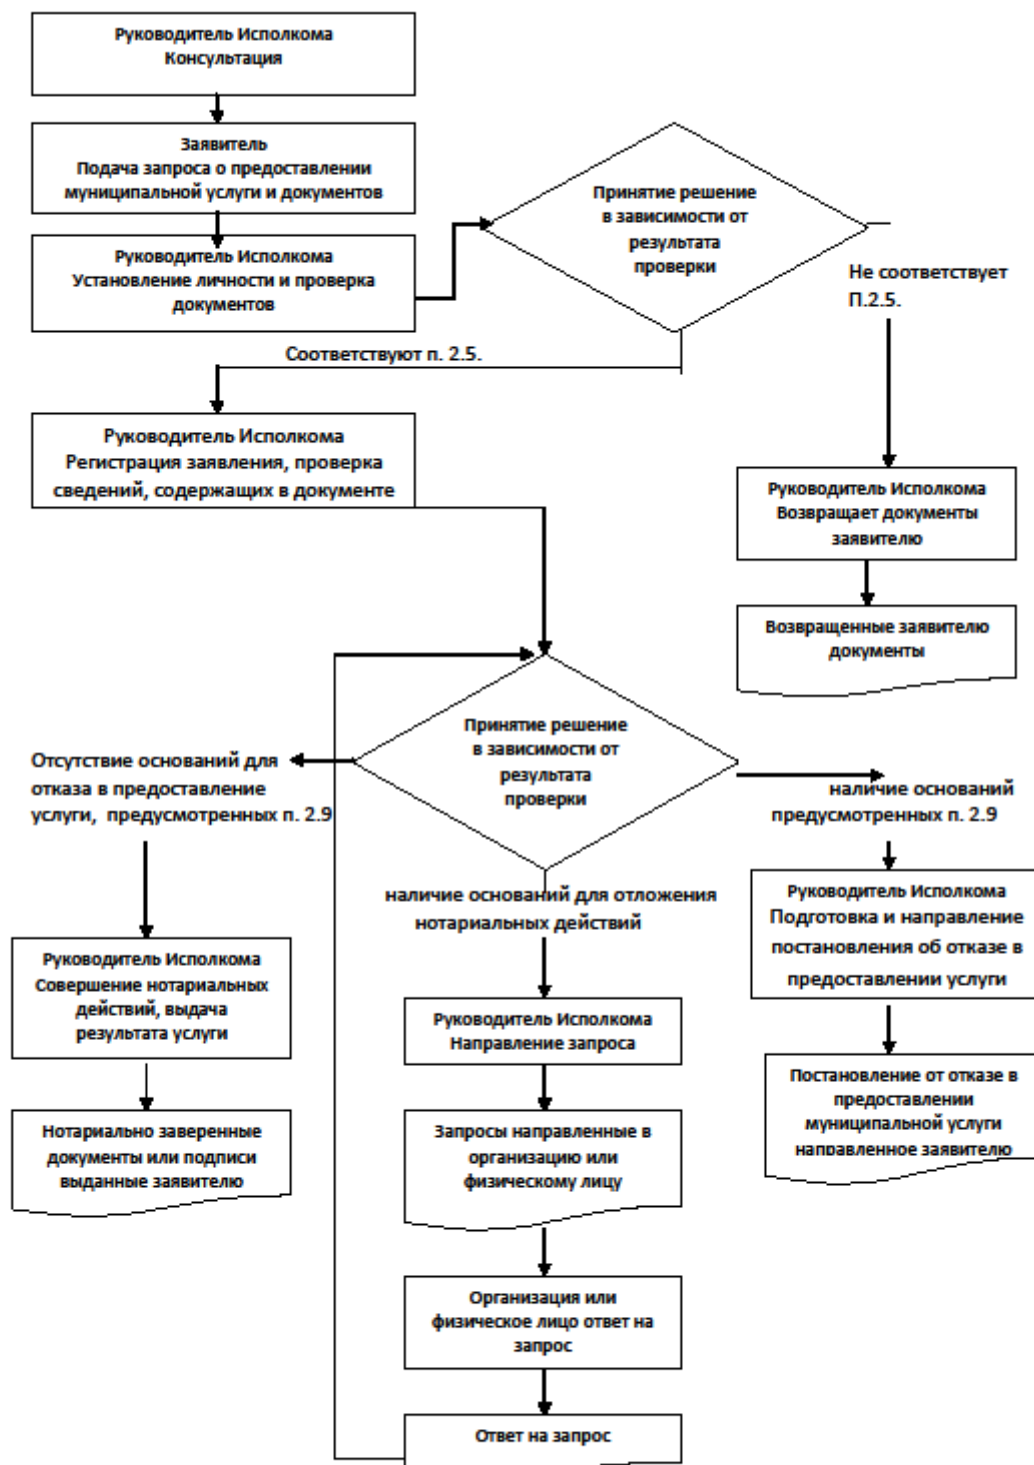 Руководитель Исполкома
Консультация
Заявитель
Подача запроса о предоставлении
муниципальной услуги и документов
Руководитель Исполкома
Установление личности и проверка
документов
Принятие решение
в зависимости от
результата
проверки
Не соответствует
П.2.5.
Соответствуют п. 2.5.
Руководитель Исполкома
Регистрация заявления, проверка
сведений, содержащих в документе
Руководитель Исполкома
Возвращает документы
заявителю
Возвращенные заявителю
документы
Принятие решение
в зависимости от
результата
проверки
Отсутствие оснований для
отказа в предоставление
услуги, предусмотренных п. 2.9
наличие оснований
предусмотренных п. 2.9
наличие оснований для отложения
нотариальных действий
Руководитель Исполкома
Подготовка и направление
постановления об отказе в
предоставлении услуги
Руководитель Исполкома
Совершение нотариальных
действий, выдача
результата услуги
Руководитель Исполкома
Направление запроса
Постановление от отказе в
предоставлении
муниципальной услуги
направленное заявителю
Нотариально заверенные
документы или подписи
выданные заявителю
Запросы направленные в
организацию или
физическому лицу
Организация или
физическое лицо ответ на
запрос
Ответ на запрос